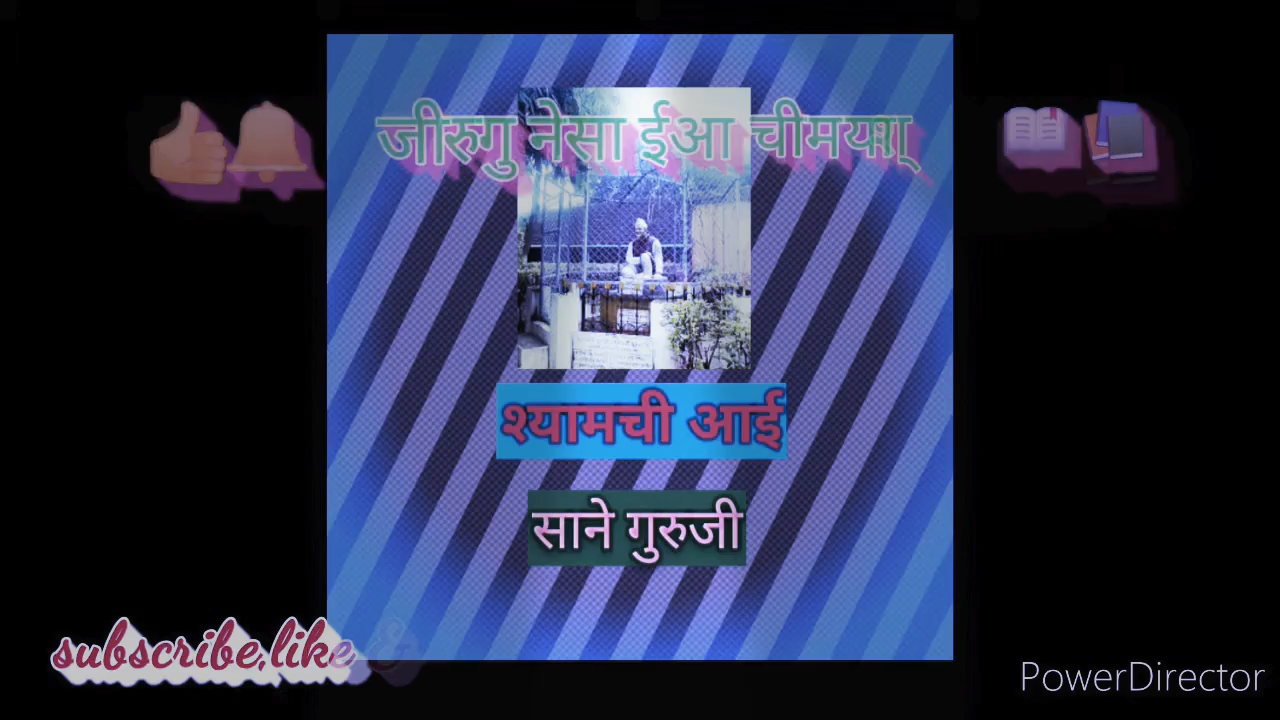 जीरुगु नेसा ईआ चीमयाश्
श्यामची आई
साने गुरुजी
subscribe,like &
PowerDirector